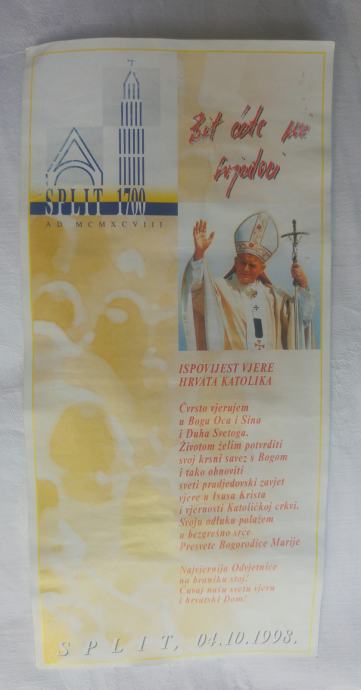 SPLIT 1700
AD MCMXCVIII
Bit ćete mi
svjedoci
ISPOVIJEST VJERE
HRVATA KATOLIKA
Čvrsto vjerujem
u Boga Oca i Sina
i Duha Svetoga.
Životom želim potvrditi
svoj krsni savez s Bogom
i tako obnoviti
sveti pradjedovski zavjet
vjere u Isusa Krista
i vjernosti Katoličkoj crkvi.
Svoju odluku polažem
u bezgrešno srce
Presvete Bogorodice Marije
Najvjernija Odvjetnice
na braniku stoj!
Čuvaj našu svetu vjeru
i hrvatski Dom!
SPLIT, 04.10.1998.